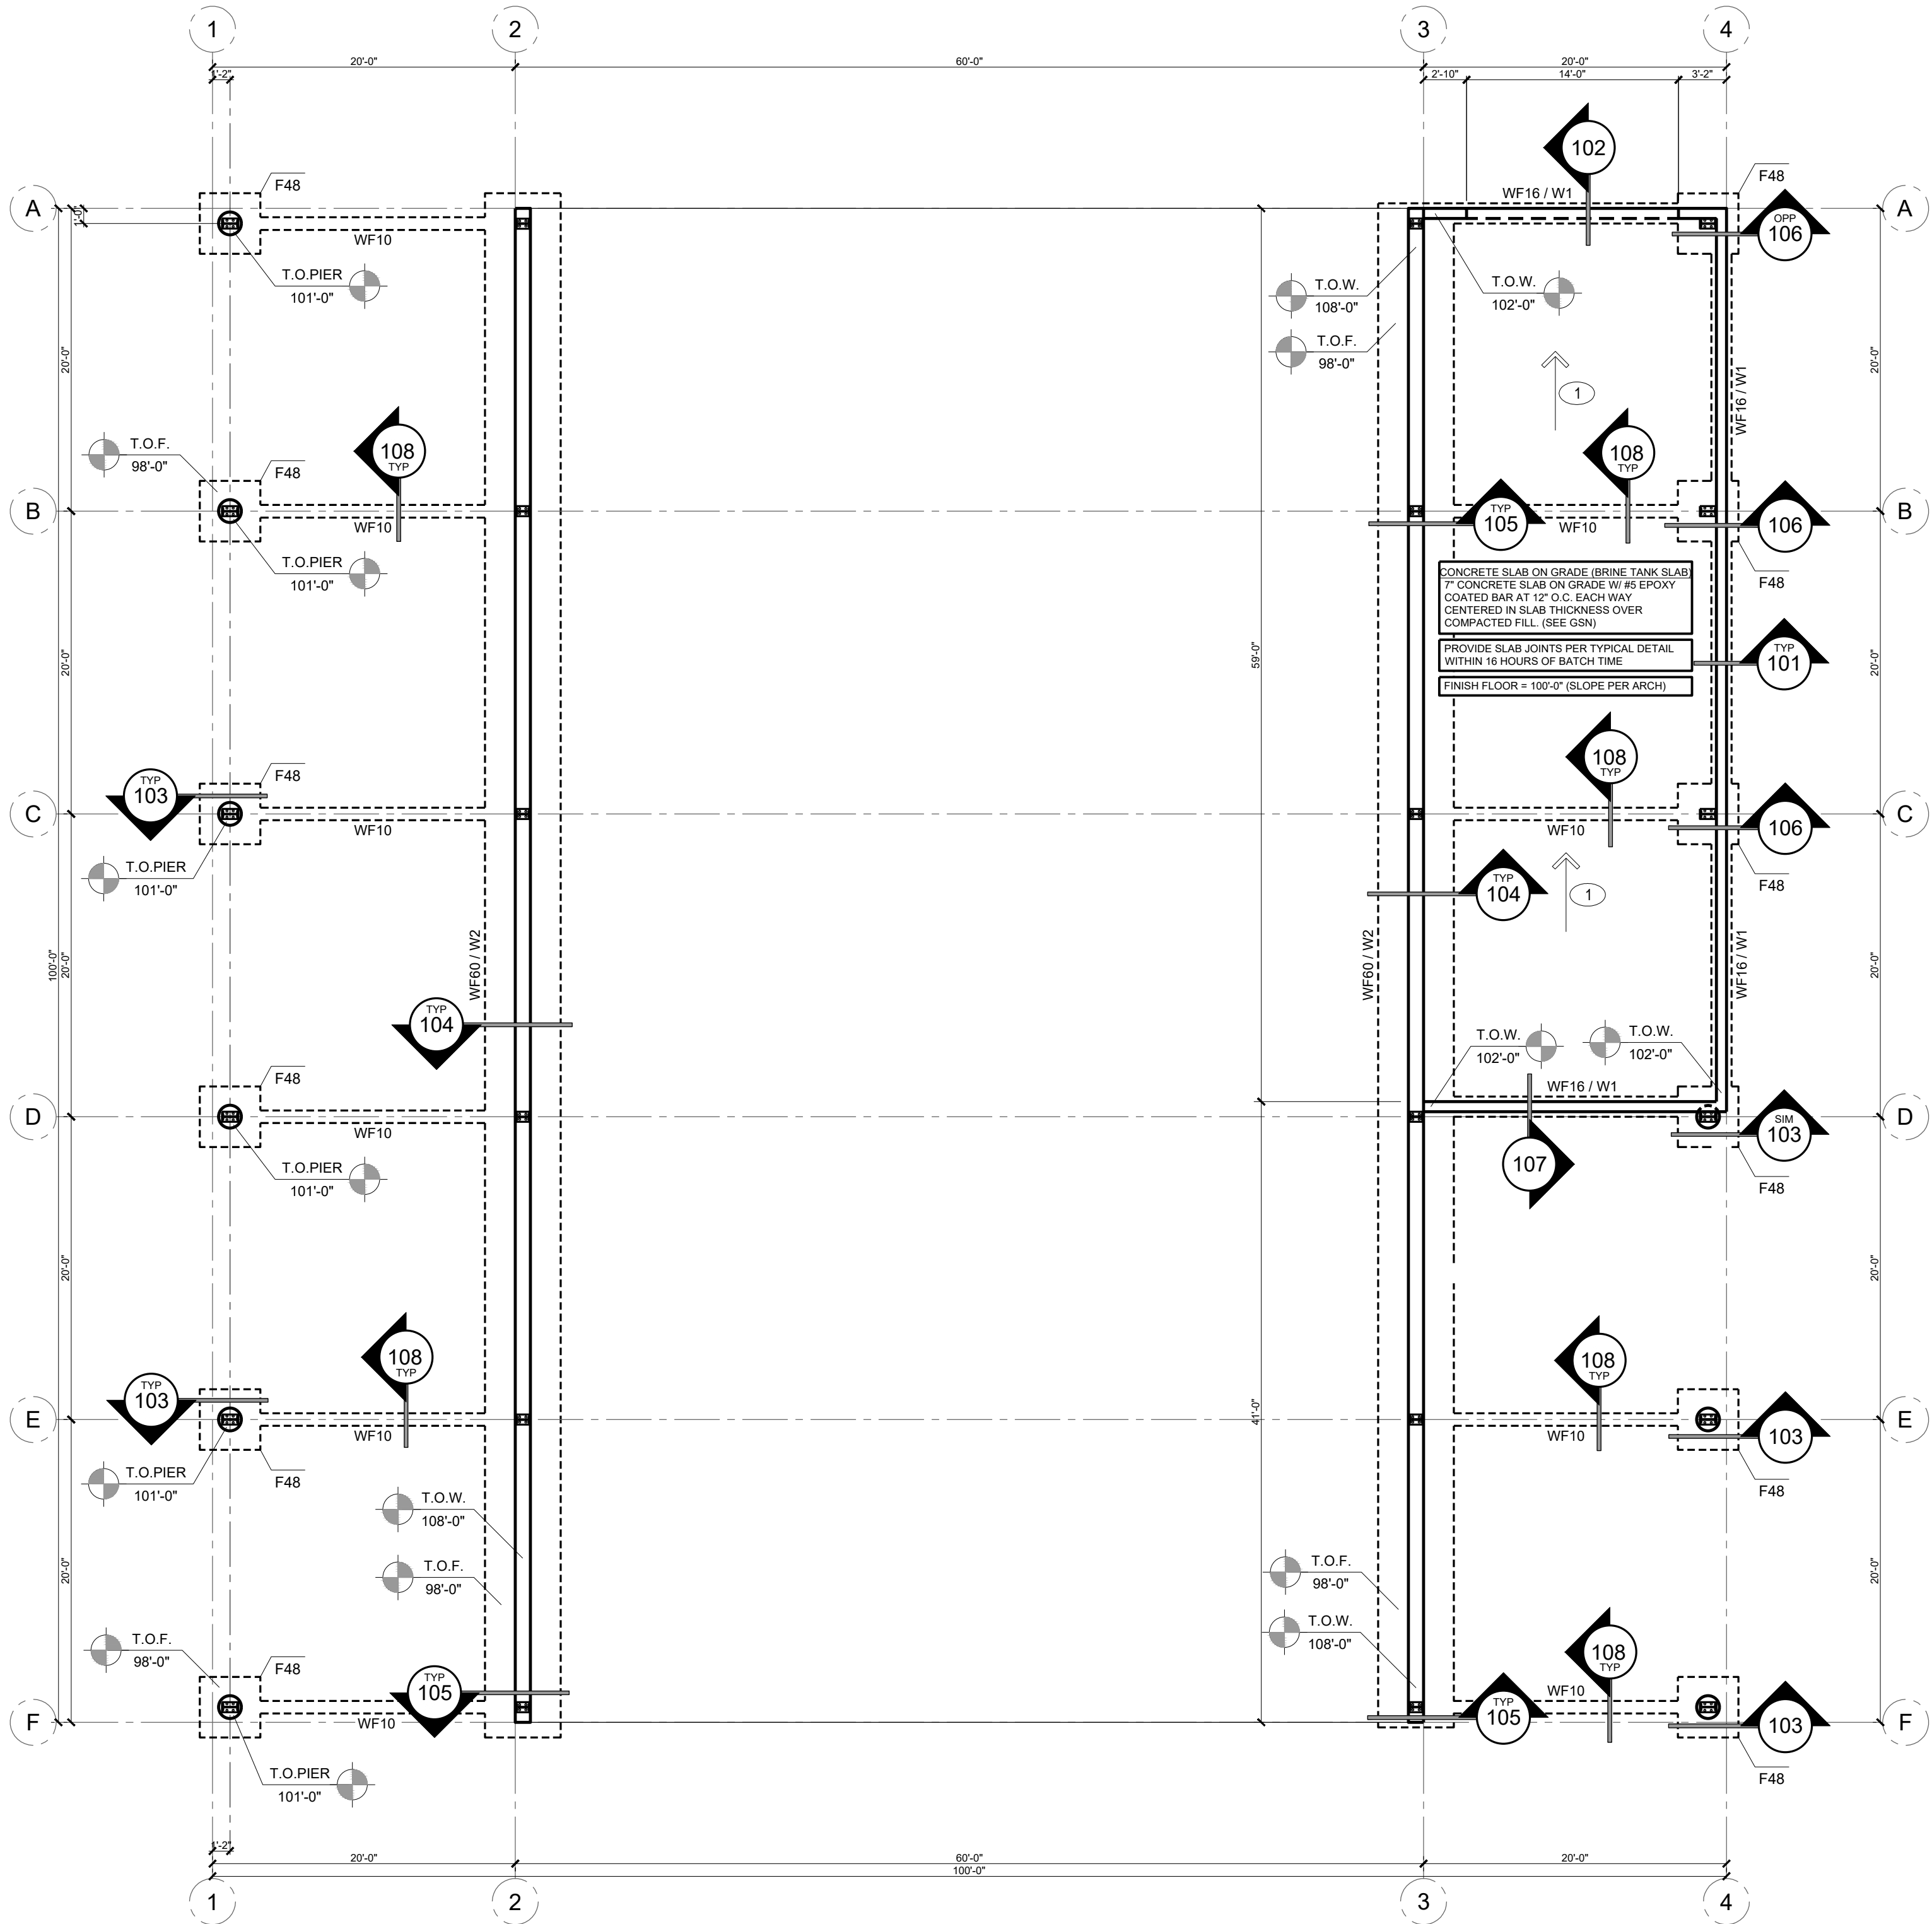 1
2
3
4
20'-0"
60'-0"
20'-0"
1'-2"
2'-10"
14'-0"
3'-2"
102
F48
WF16 / W1
F48
A
1'-0"
A
OPP
106
WF10
T.O.PIER
101'-0"
T.O.W.
108'-0"
T.O.W.
102'-0"
T.O.F.
98'-0"
20'-0"
20'-0"
1
WF16 / W1
T.O.F.
98'-0"
F48
108
TYP
108
TYP
B
WF10
TYP
105
WF10
106
B
T.O.PIER
101'-0"
F48
CONCRETE SLAB ON GRADE (BRINE TANK SLAB)
7" CONCRETE SLAB ON GRADE W/ #5 EPOXY
COATED BAR AT 12" O.C. EACH WAY
CENTERED IN SLAB THICKNESS OVER
COMPACTED FILL. (SEE GSN)
PROVIDE SLAB JOINTS PER TYPICAL DETAIL
WITHIN 16 HOURS OF BATCH TIME
FINISH FLOOR = 100'-0" (SLOPE PER ARCH)
20'-0"
59'-0"
TYP
101
20'-0"
F48
108
TYP
TYP
103
C
WF10
WF10
106
C
T.O.PIER
101'-0"
TYP
104
1
F48
100'-0"
20'-0"
WF60 / W2
WF60 / W2
WF16 / W1
20'-0"
TYP
104
T.O.W.
102'-0"
T.O.W.
102'-0"
F48
WF16 / W1
D
WF10
SIM
103
D
T.O.PIER
101'-0"
107
F48
20'-0"
20'-0"
108
TYP
108
TYP
TYP
103
E
WF10
41'-0"
WF10
103
E
T.O.PIER
101'-0"
F48
F48
T.O.W.
108'-0"
T.O.F.
98'-0"
T.O.F.
98'-0"
20'-0"
20'-0"
T.O.F.
98'-0"
F48
T.O.W.
108'-0"
108
TYP
TYP
105
WF10
F
WF10
TYP
105
103
F
T.O.PIER
101'-0"
F48
1'-2"
20'-0"
60'-0"
20'-0"
100'-0"
1
2
3
4